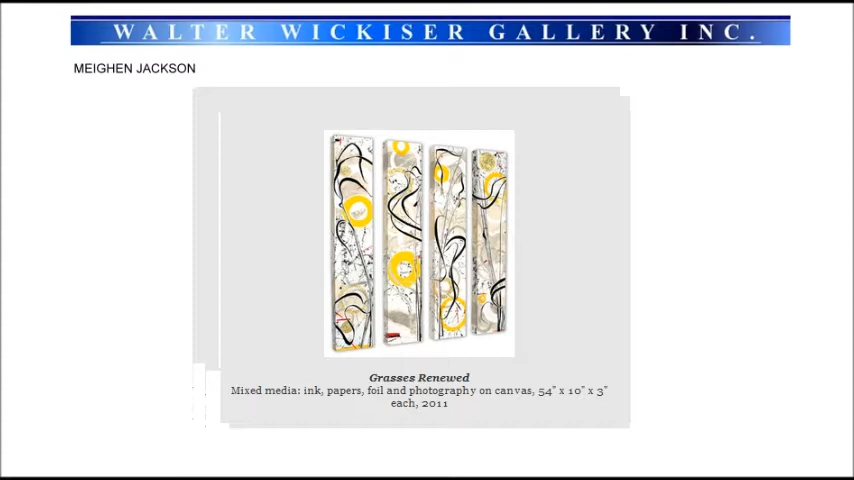 WALTER WICKISER GALLERY INC.
MEIGHEN JACKSON
Grasses Renewed
Mixed media: ink, papers, foil and photography on canvas, 54" x 10" x 3"
each, 2011